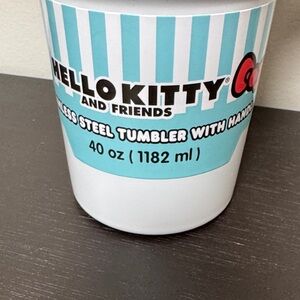 HELLO KITTY®
AND FRIENDS
STEEL TUMBLER WITH
40 oz ( 1182 ml )